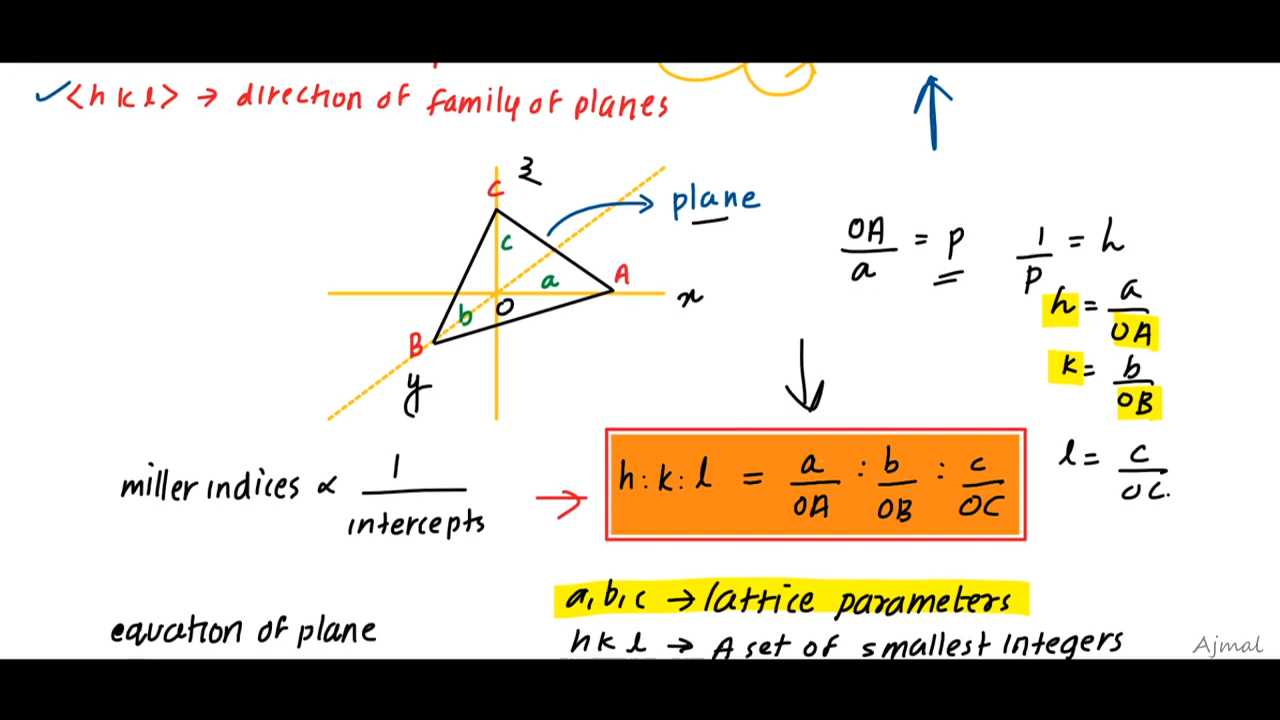 <h k l> → direction of family of planes
z
C
plane
c
A
a
x
O
b
B
y
OA/a = p
1/p = h
h = a/OA
k = b/OB
l = c/OC.
miller indices ∝ 1/intercepts
→ h : k : l = a/OA : b/OB : c/OC
a, b, c → lattice parameters
equation of plane
h k l → A set of smallest integers
Ajmal